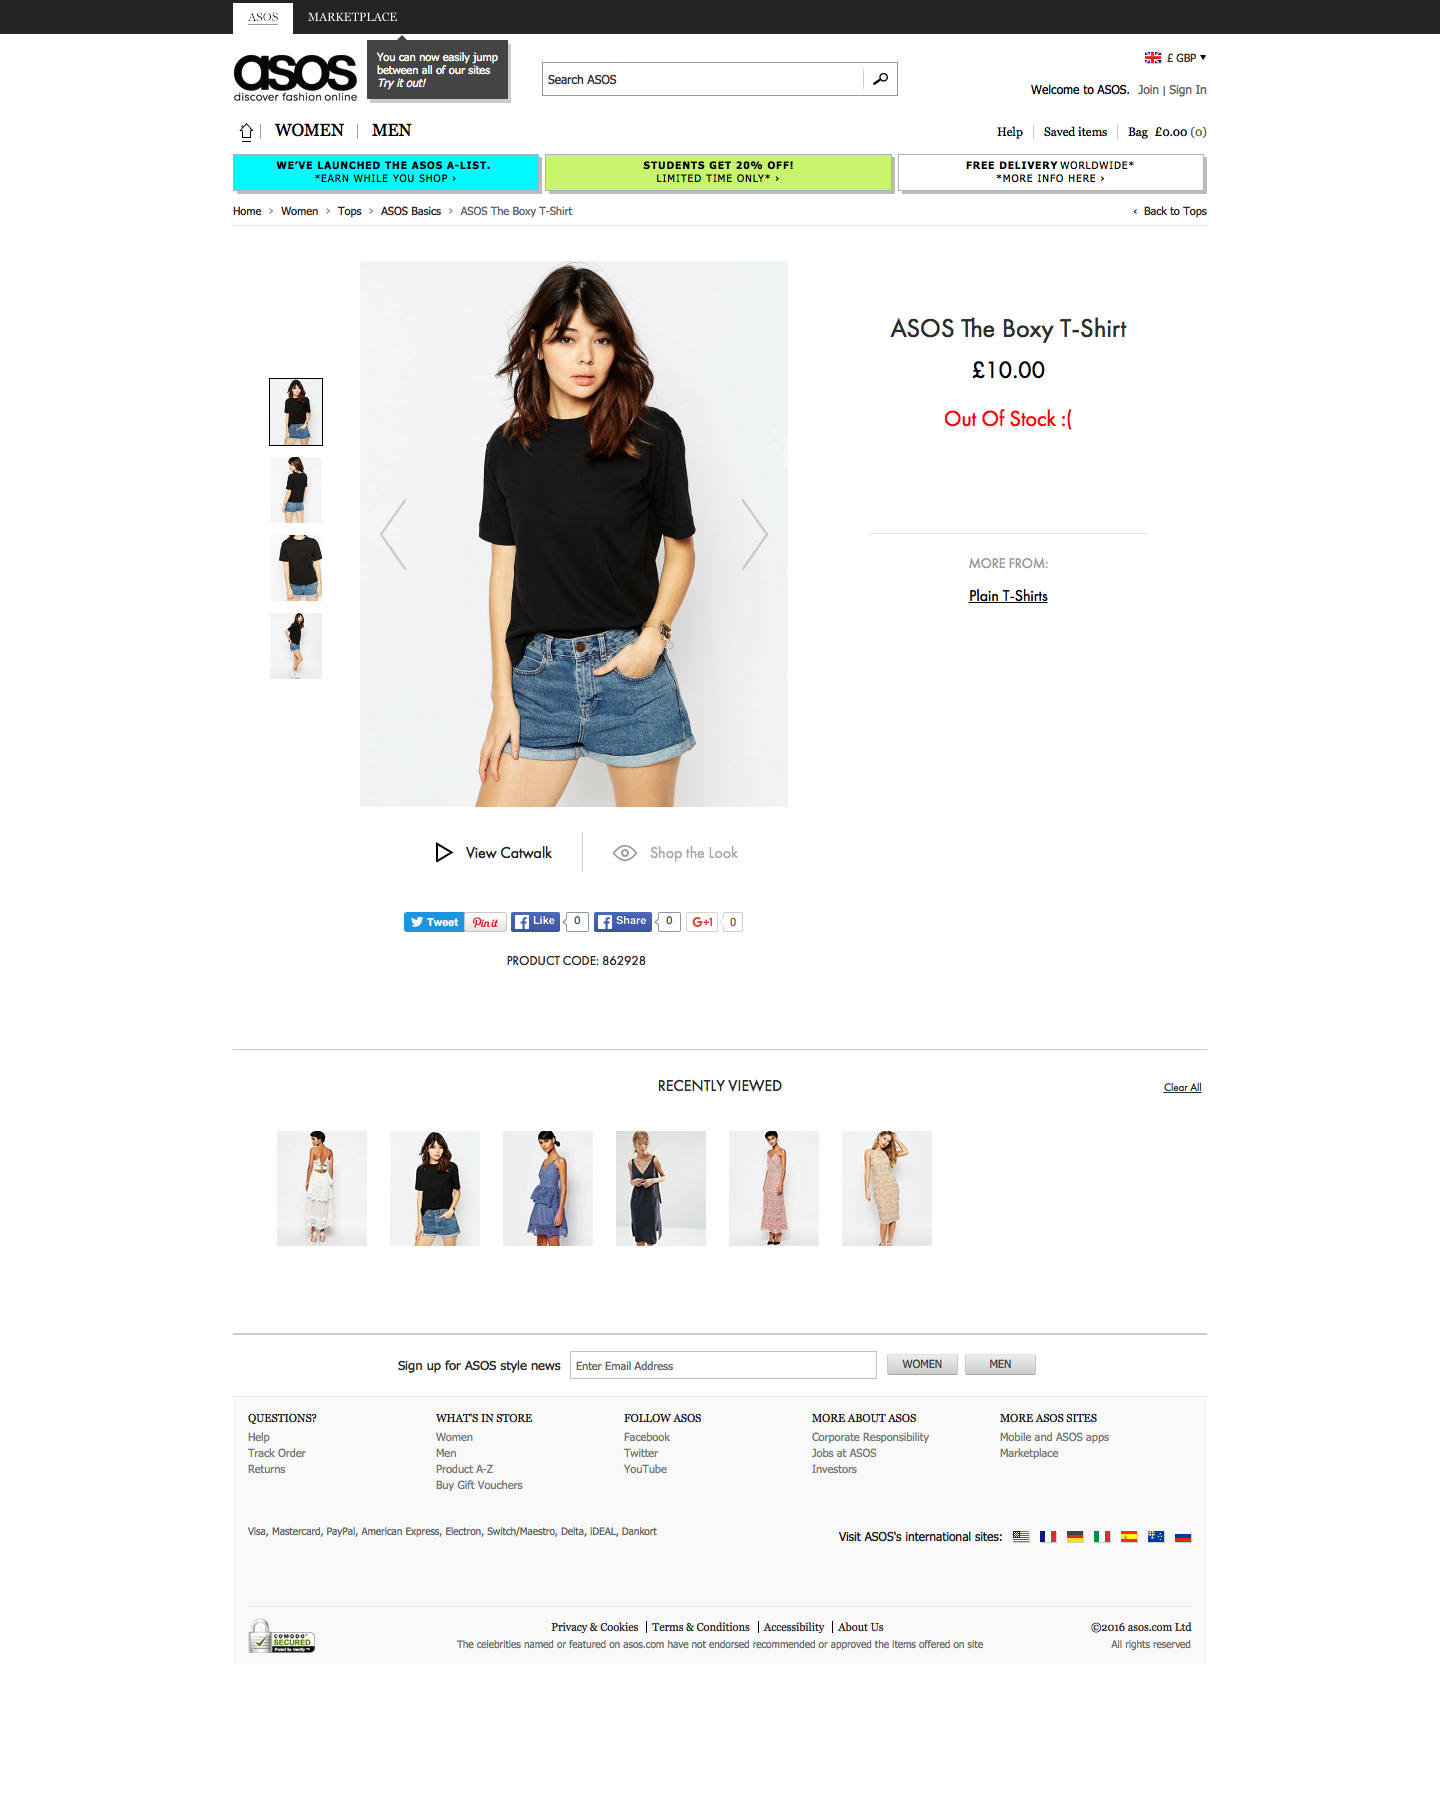 ASOS
MARKETPLACE
You can now easily jump
between all of our sites
Try it out!
asos
discover fashion online
Search ASOS
£ GBP
Welcome to ASOS. Join | Sign In
WOMEN
MEN
Help
Saved items
Bag £0.00 (0)
WE'VE LAUNCHED THE ASOS A-LIST.
*EARN WHILE YOU SHOP ›
STUDENTS GET 20% OFF!
LIMITED TIME ONLY* ›
FREE DELIVERY WORLDWIDE*
*MORE INFO HERE ›
Home > Women > Tops > ASOS Basics > ASOS The Boxy T-Shirt
‹ Back to Tops
ASOS The Boxy T-Shirt
£10.00
Out Of Stock :(
MORE FROM:
Plain T-Shirts
View Catwalk
Shop the Look
Tweet
Pin it
Like
0
Share
0
G+1
0
PRODUCT CODE: 862928
RECENTLY VIEWED
Clear All
Sign up for ASOS style news
Enter Email Address
WOMEN
MEN
QUESTIONS?
Help
Track Order
Returns
WHAT'S IN STORE
Women
Men
Product A-Z
Buy Gift Vouchers
FOLLOW ASOS
Facebook
Twitter
YouTube
MORE ABOUT ASOS
Corporate Responsibility
Jobs at ASOS
Investors
MORE ASOS SITES
Mobile and ASOS apps
Marketplace
Visa, Mastercard, PayPal, American Express, Electron, Switch/Maestro, Delta, iDEAL, Dankort
Visit ASOS's international sites:
COMODO
SECURED
Point to Verify™
Privacy & Cookies | Terms & Conditions | Accessibility | About Us
The celebrities named or featured on asos.com have not endorsed recommended or approved the items offered on site
©2016 asos.com Ltd
All rights reserved